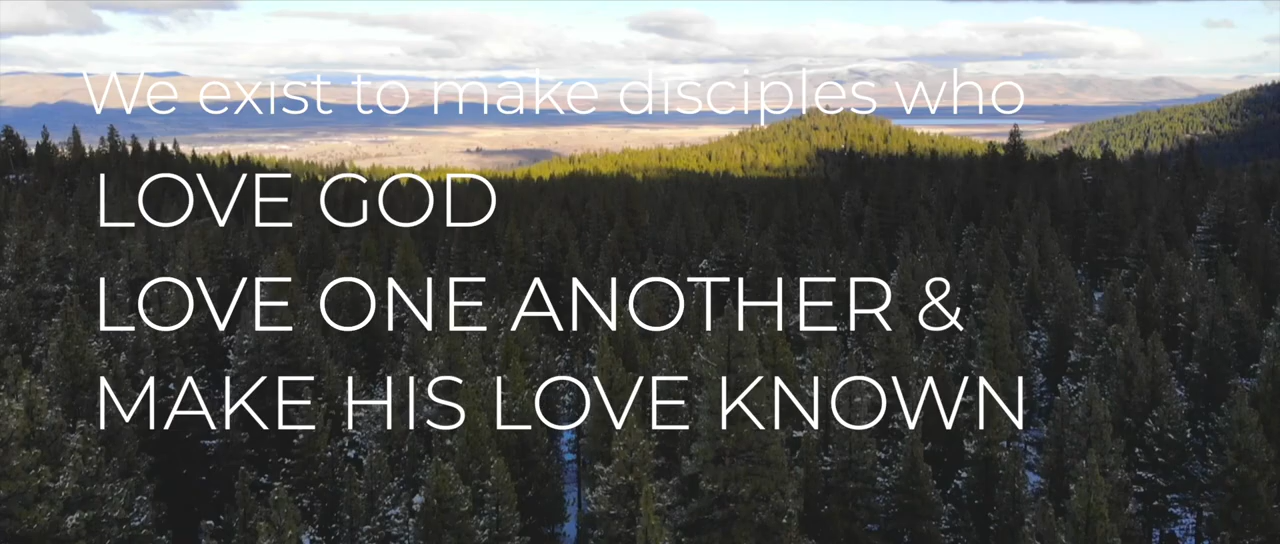 We exist to make disciples who
LOVE GOD
LOVE ONE ANOTHER &
MAKE HIS LOVE KNOWN